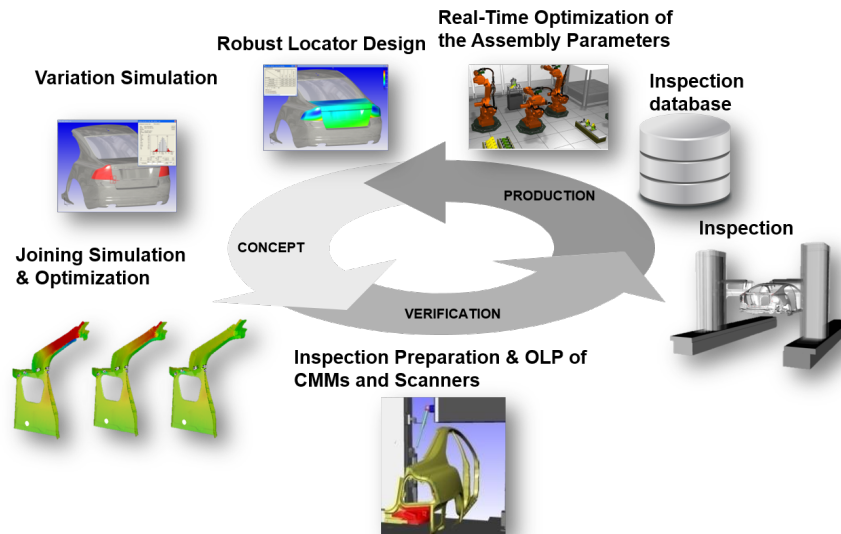 Real-Time Optimization of
the Assembly Parameters
Robust Locator Design
Variation Simulation
Inspection
database
PRODUCTION
Inspection
CONCEPT
Joining Simulation
& Optimization
VERIFICATION
Inspection Preparation & OLP of
CMMs and Scanners